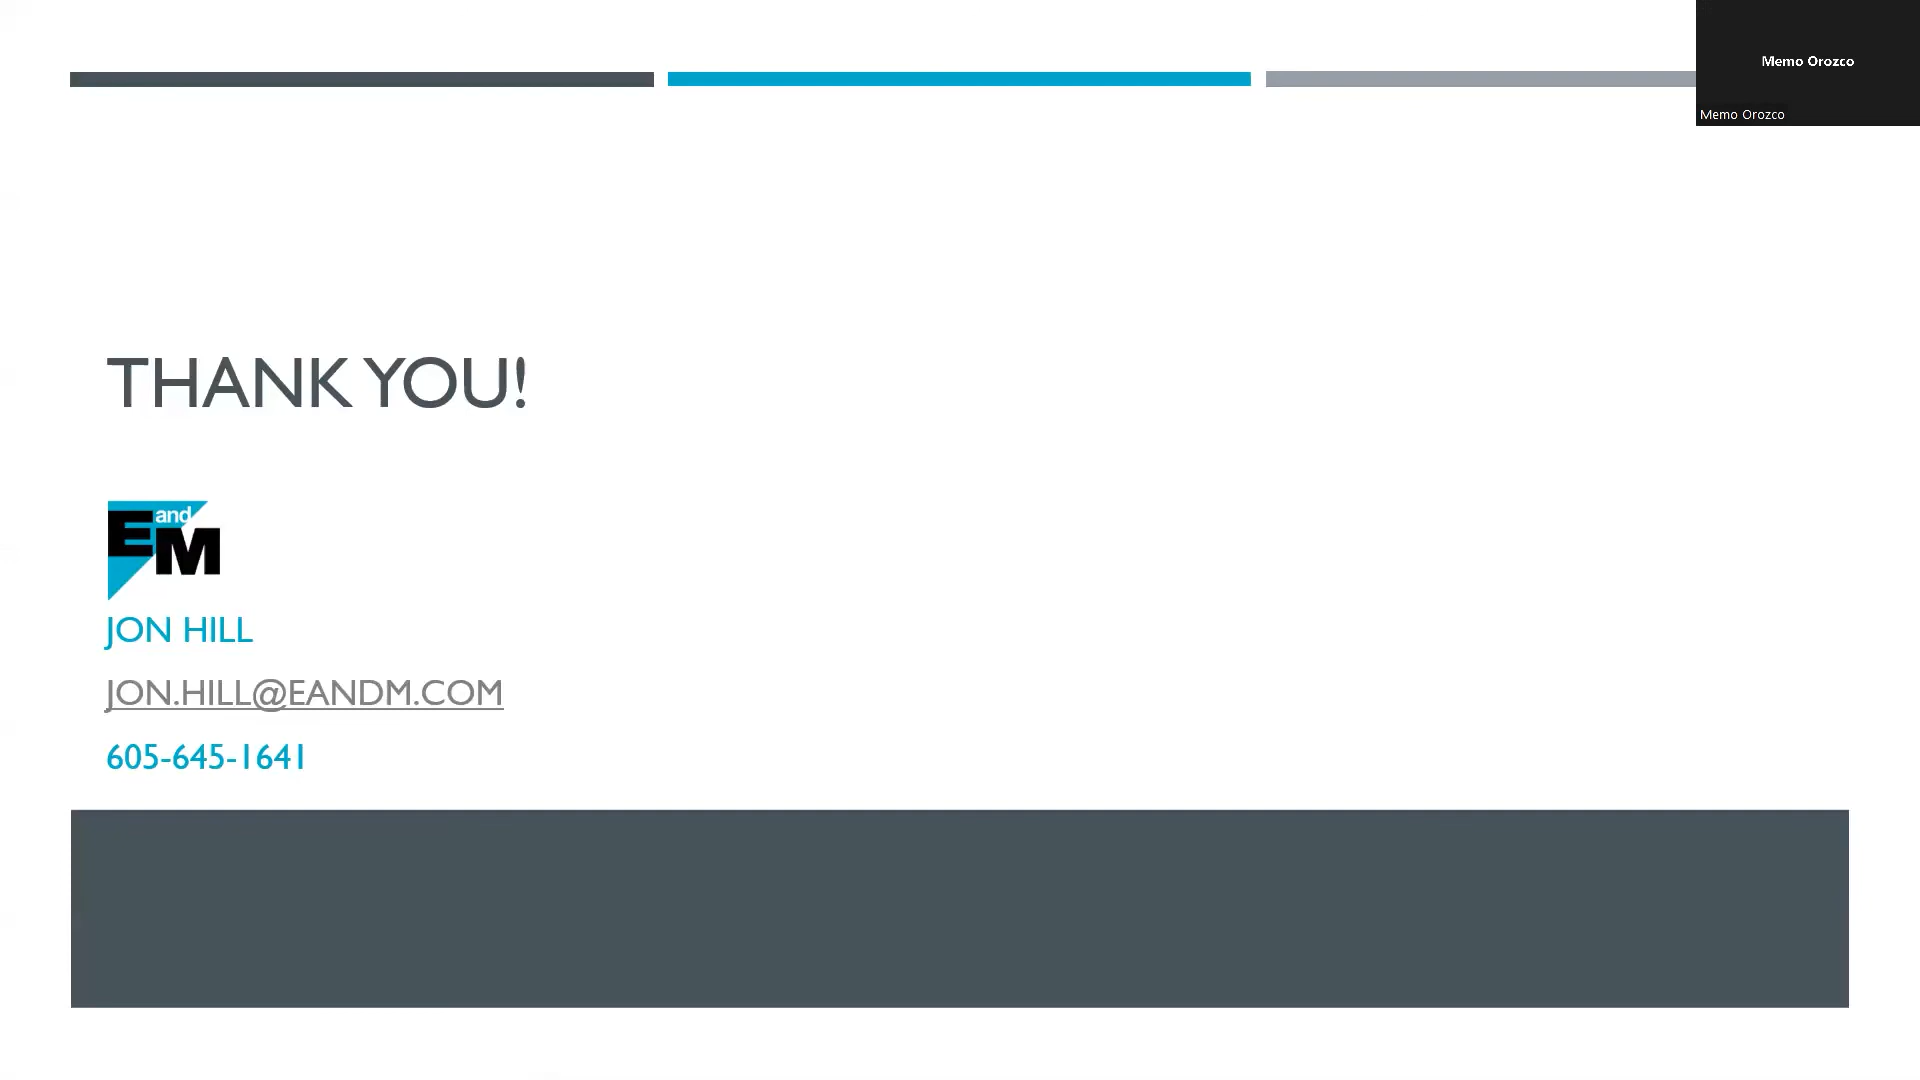 Memo Orozco
Memo Orozco
THANK YOU!
and
EM
JON HILL
JON.HILL@EANDM.COM
605-645-1641